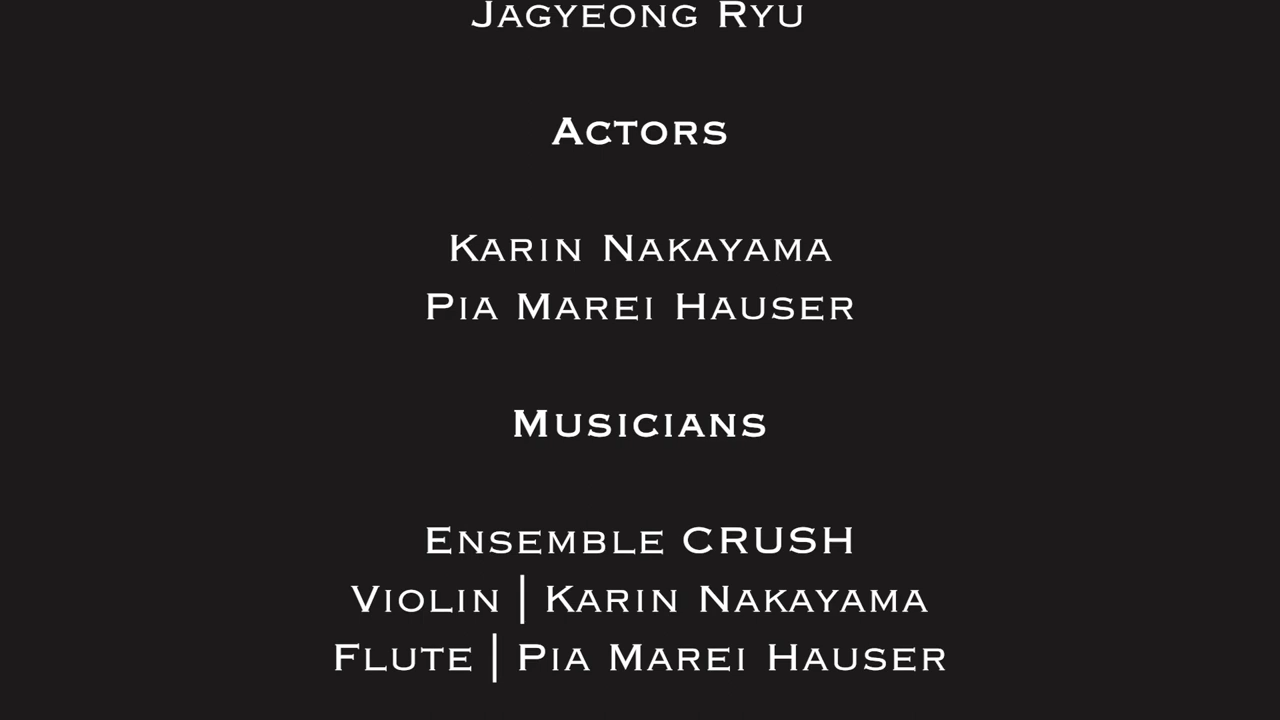 Jagyeong Ryu
Actors
Karin Nakayama
Pia Marei Hauser
Musicians
Ensemble CRUSH
Violin | Karin Nakayama
Flute | Pia Marei Hauser